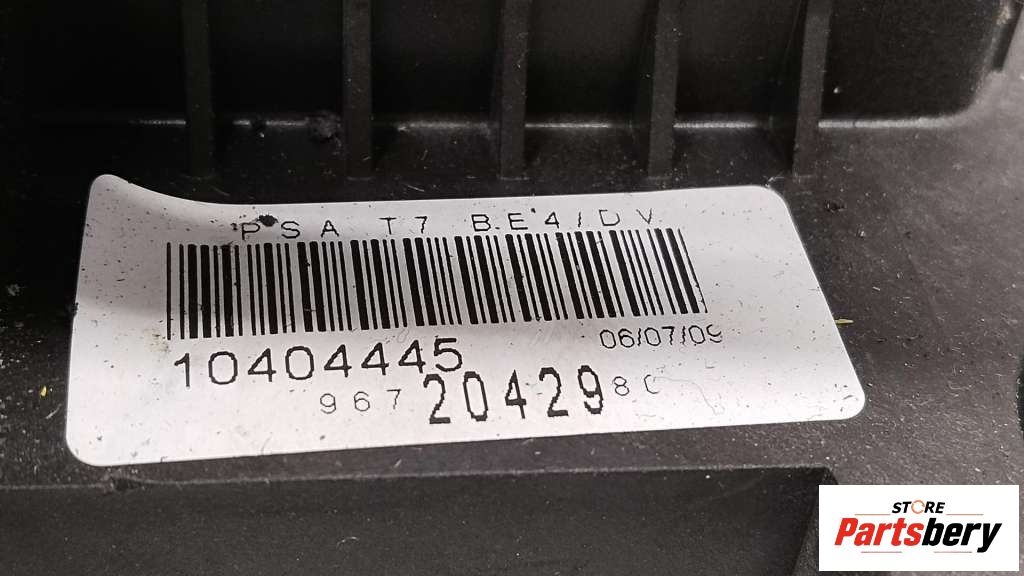 PSA T7 BE4/DV
10404445 06/07/09
967 20429 80
STORE
Partsbery